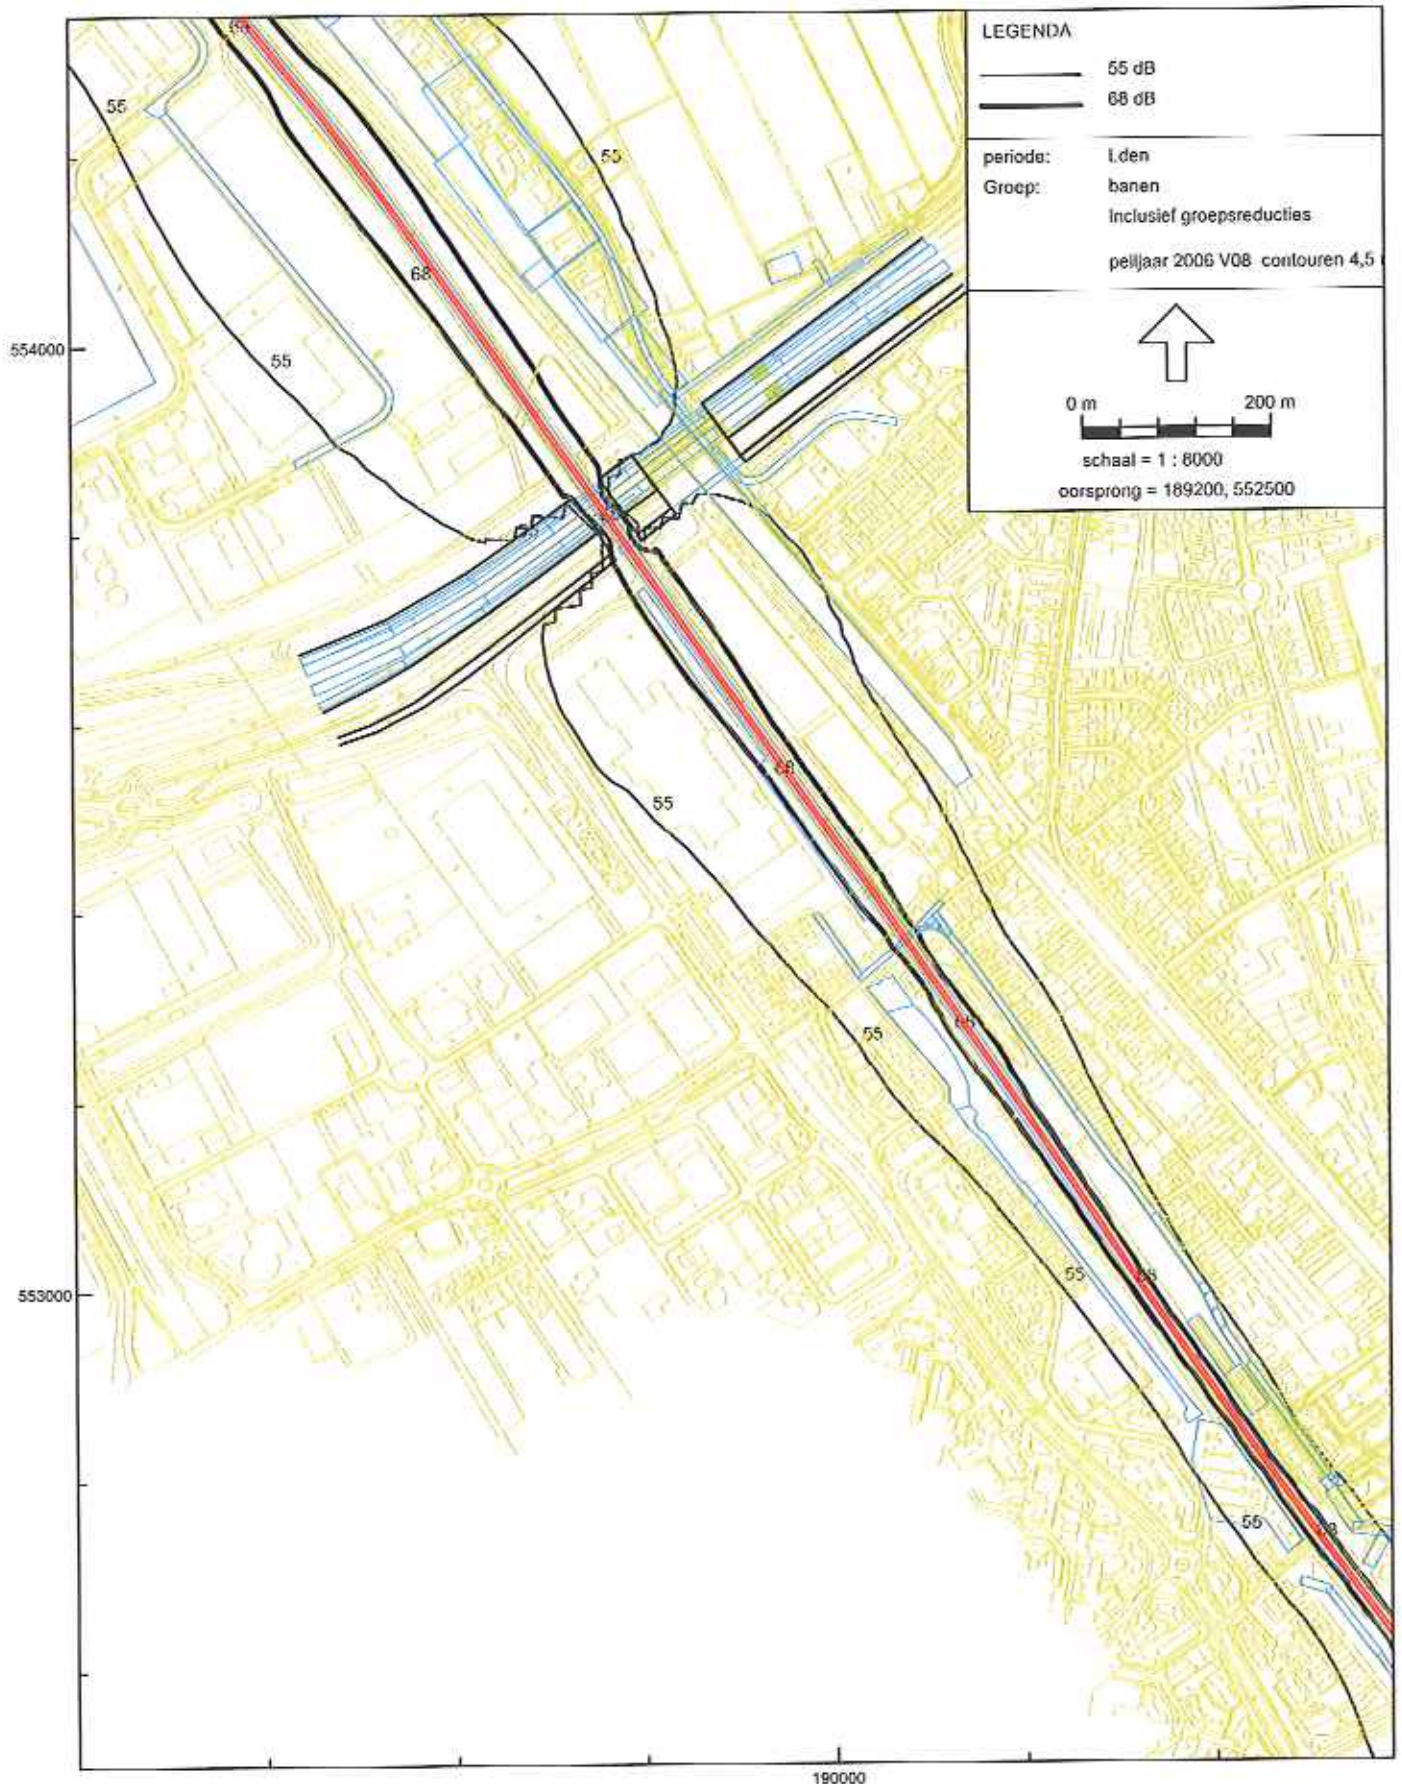 LEGENDA
55 dB
68 dB
periode: Lden
Groep: banen
Inclusief groepsreducties
peiljaar 2006 V08 contouren 4,5
0 m 200 m
schaal = 1 : 6000
oorsprong = 189200, 552500
55
55
68
554000
55
68
55
68
55
553000
55
68
55
68
190000